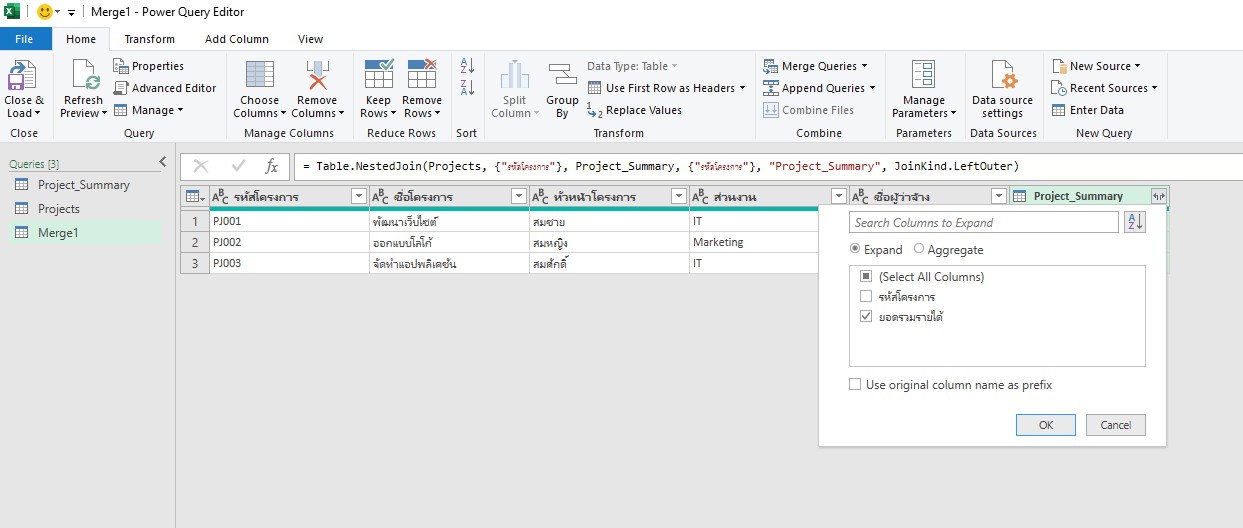 Merge1 - Power Query Editor
File Home Transform Add Column View
Close & Load Refresh Preview Properties Advanced Editor Manage Choose Columns Remove Columns Keep Rows Remove Rows Split Column Group By Data Type: Table Use First Row as Headers Replace Values Merge Queries Append Queries Combine Files Manage Parameters Data source settings New Source Recent Sources Enter Data
Close Query Manage Columns Reduce Rows Sort Transform Combine Parameters Data Sources New Query
Queries [3]
Project_Summary
Projects
Merge1
= Table.NestedJoin(Projects, {"รหัสโครงการ"}, Project_Summary, {"รหัสโครงการ"}, "Project_Summary", JoinKind.LeftOuter)
รหัสโครงการ ชื่อโครงการ หัวหน้าโครงการ ส่วนงาน ชื่อผู้ว่าจ้าง Project_Summary
1 PJ001 พัฒนาเว็บไซต์ สมชาย IT
2 PJ002 ออกแบบโลโก้ สมหญิง Marketing
3 PJ003 จัดทำแอปพลิเคชัน สมศักดิ์ IT
Search Columns to Expand
Expand Aggregate
(Select All Columns)
รหัสโครงการ
ยอดรวมรายได้
Use original column name as prefix
OK Cancel